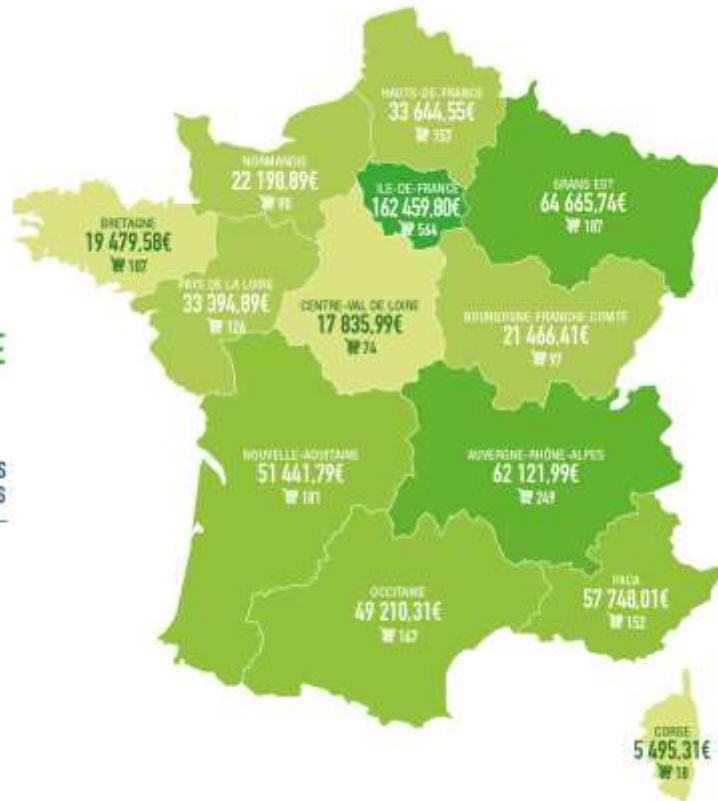 HAUTS-DE-FRANCE
33 644,55€
157
NORMANDIE
22 198,89€
98
ILE-DE-FRANCE
162 459,80€
564
GRAND EST
64 665,74€
187
BRETAGNE
19 479,58€
107
PAYS DE LA LOIRE
33 394,89€
126
CENTRE-VAL DE LOIRE
17 835,99€
74
BOURGOGNE FRANCHE COMTÉ
21 466,41€
97
E
S
S
NOUVELLE-AQUITAINE
51 441,79€
181
AUVERGNE-RHÔNE-ALPES
62 121,99€
249
OCCITANIE
49 210,31€
167
PACA
57 748,01€
152
CORSE
5 495,31€
18